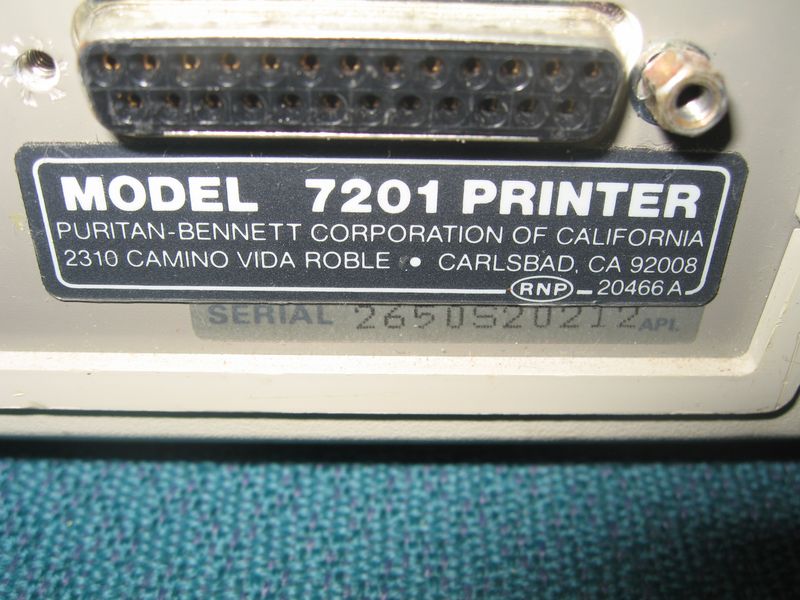 MODEL 7201 PRINTER
PURITAN-BENNETT CORPORATION OF CALIFORNIA
2310 CAMINO VIDA ROBLE • CARLSBAD, CA 92008
RNP 20466A
SERIAL 2650S20212 API.